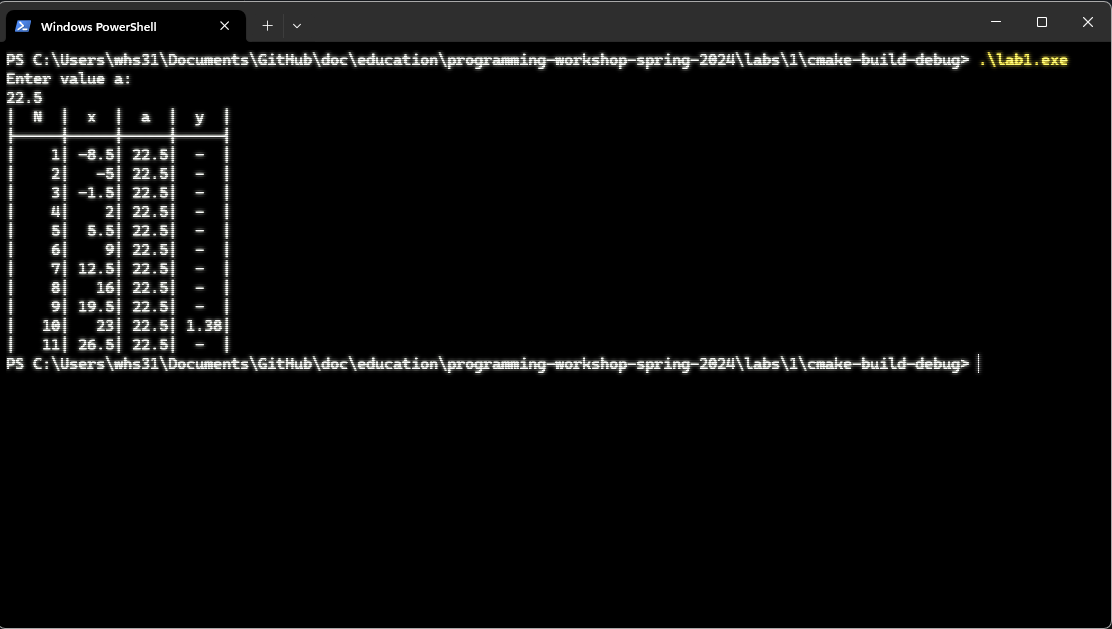 Windows PowerShell
PS C:\Users\whs31\Documents\GitHub\doc\education\programming-workshop-spring-2024\labs\1\cmake-build-debug> .\lab1.exe
Enter value a:
22.5
| № | x | a | y |
| 1| -8.5| 22.5| - |
| 2| -5| 22.5| - |
| 3| -1.5| 22.5| - |
| 4| 2| 22.5| - |
| 5| 5.5| 22.5| - |
| 6| 9| 22.5| - |
| 7| 12.5| 22.5| - |
| 8| 16| 22.5| - |
| 9| 19.5| 22.5| - |
| 10| 23| 22.5| 1.38|
| 11| 26.5| 22.5| - |
PS C:\Users\whs31\Documents\GitHub\doc\education\programming-workshop-spring-2024\labs\1\cmake-build-debug>